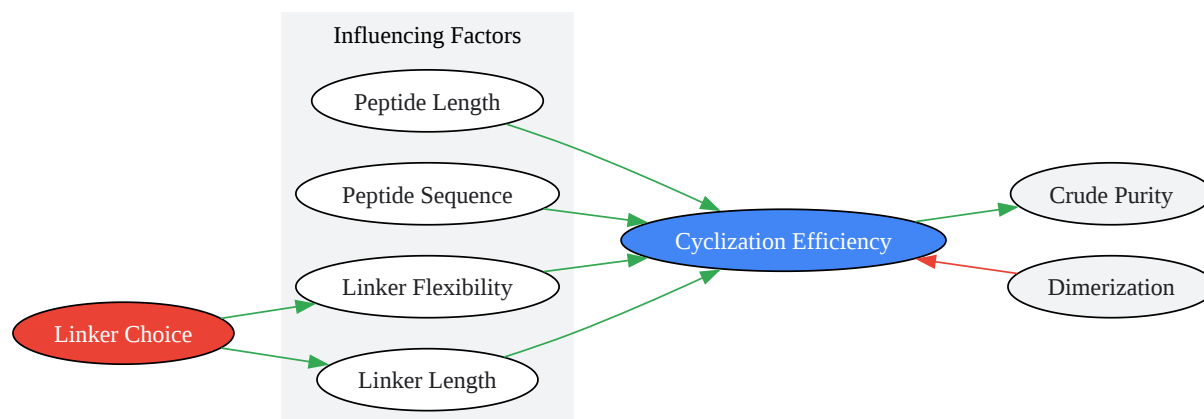 Influencing Factors
Peptide Length
Peptide Sequence
Linker Flexibility
Linker Length
Linker Choice
Cyclization Efficiency
Crude Purity
Dimerization